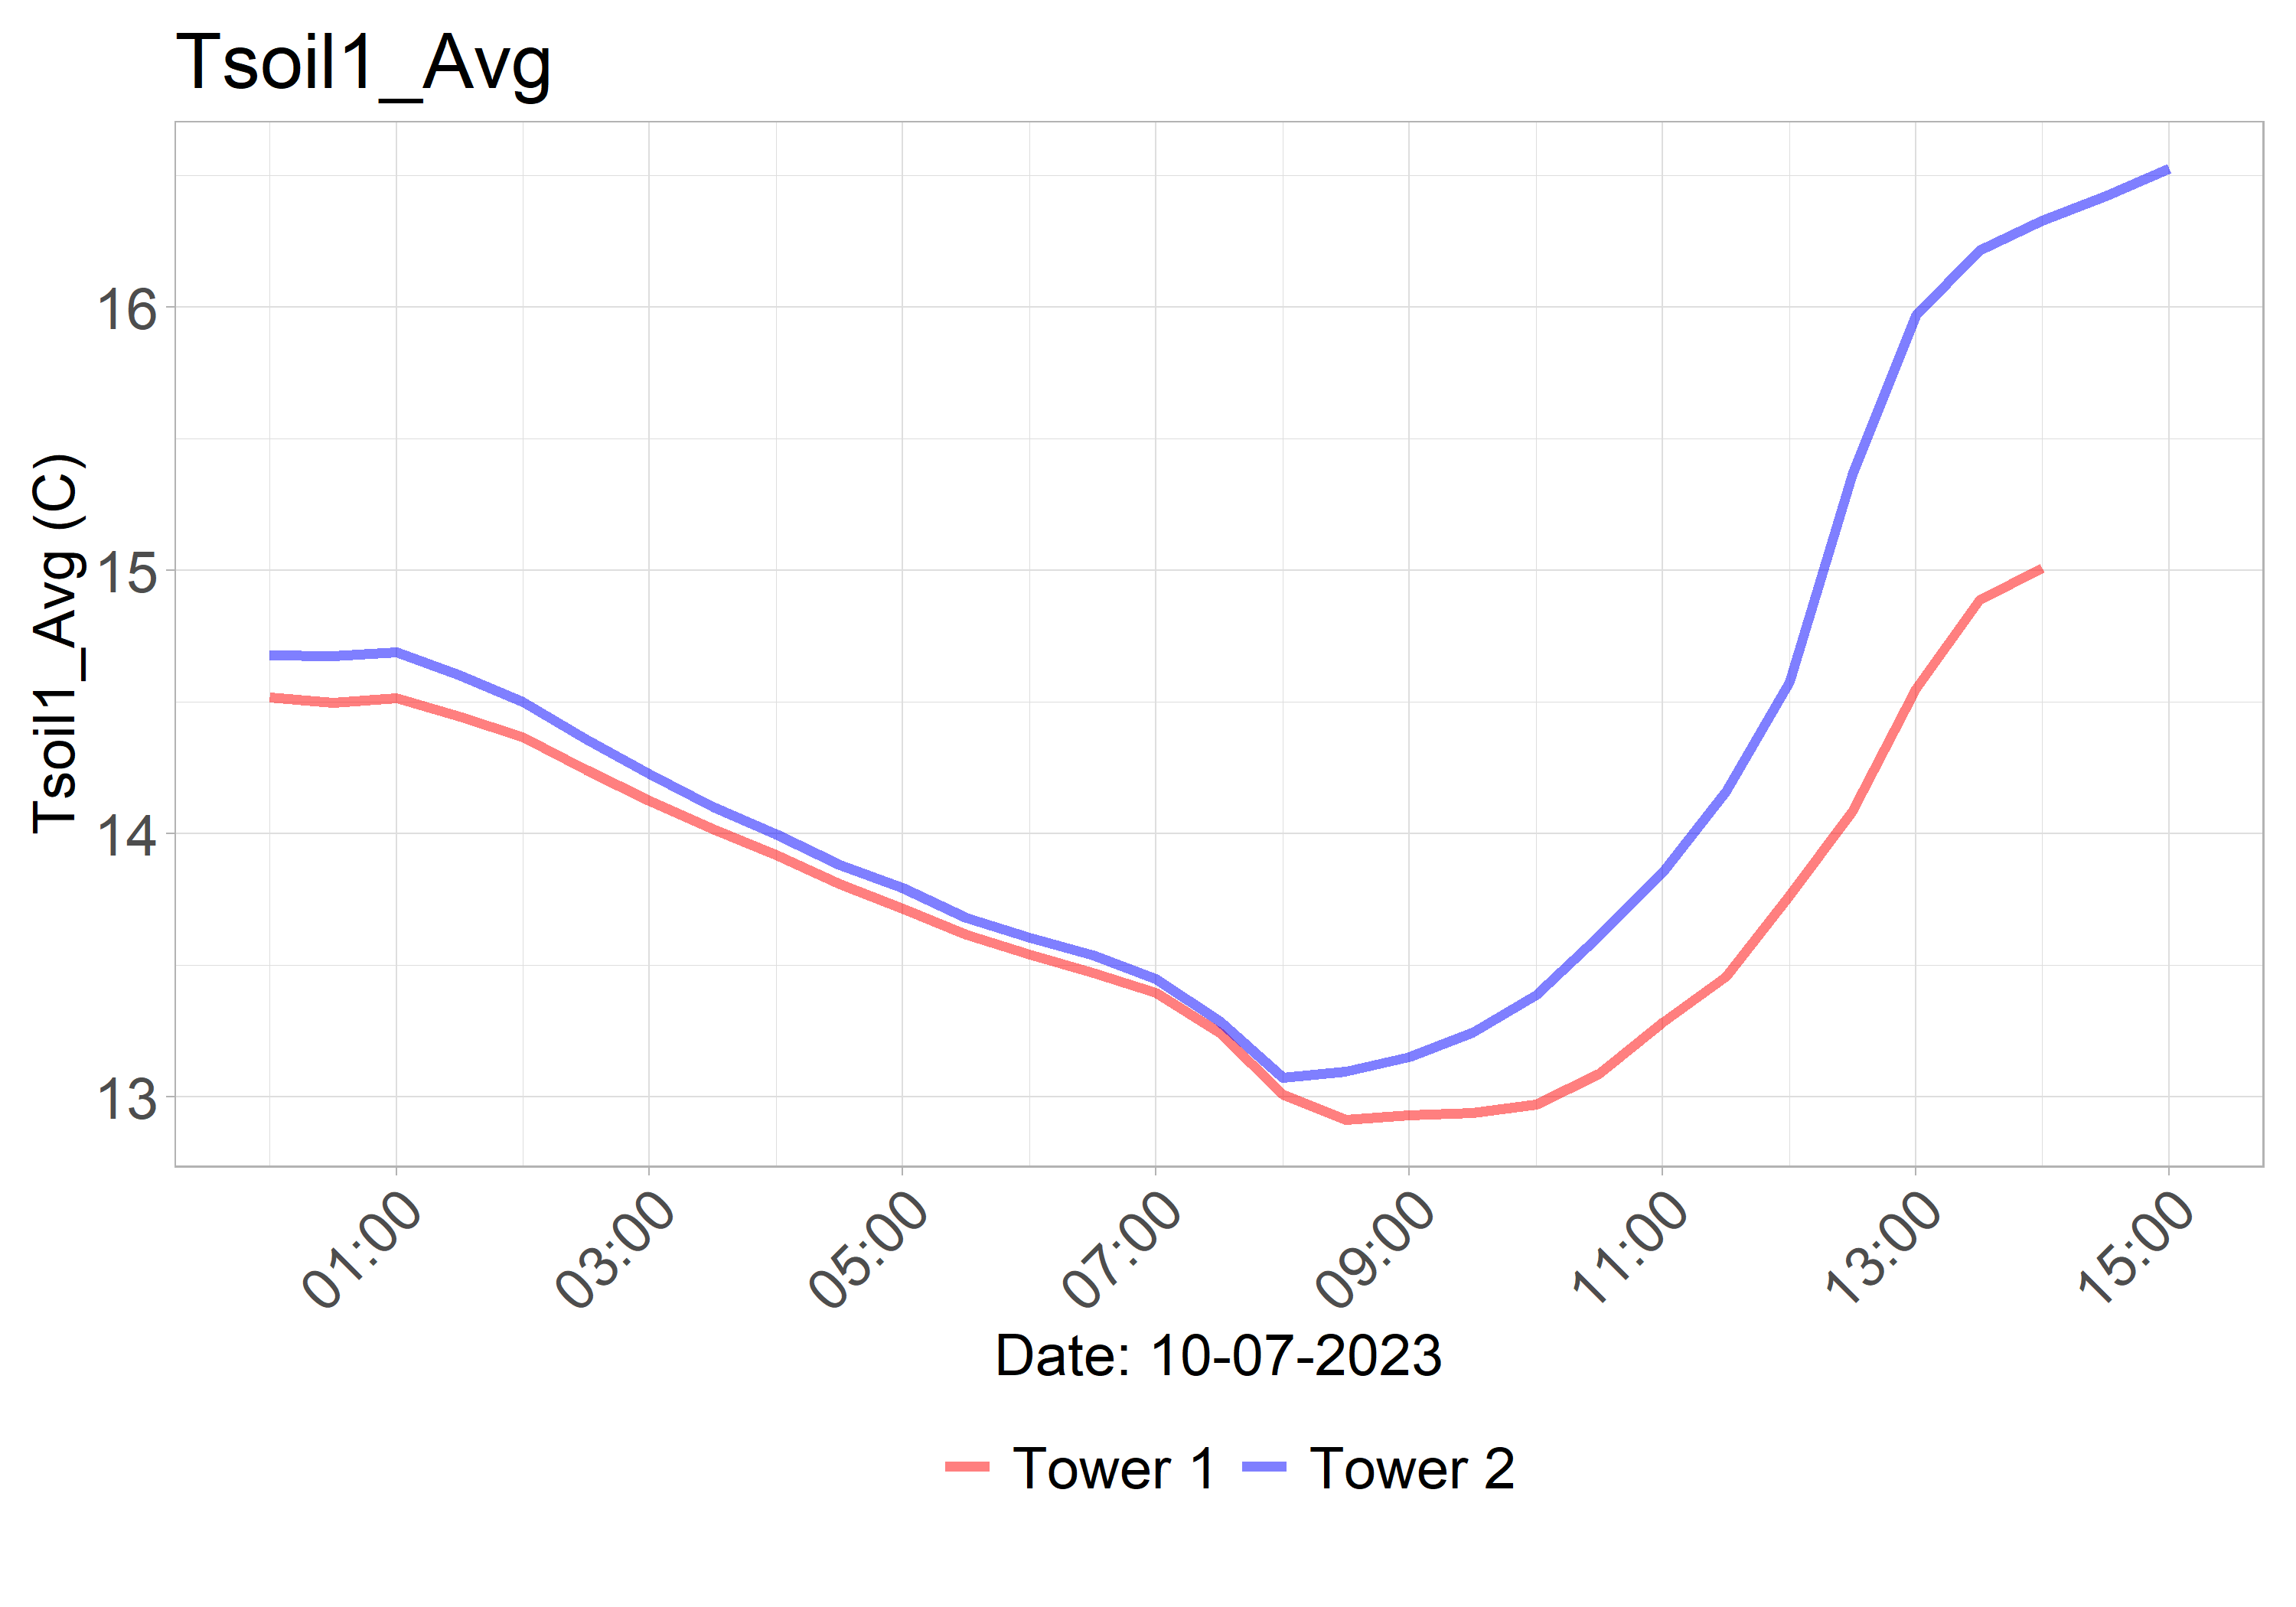 Tsoil1_Avg
Tsoil1_Avg (C)
16
15
14
13
01:00 03:00 05:00 07:00 09:00 11:00 13:00 15:00
Date: 10-07-2023
Tower 1 Tower 2